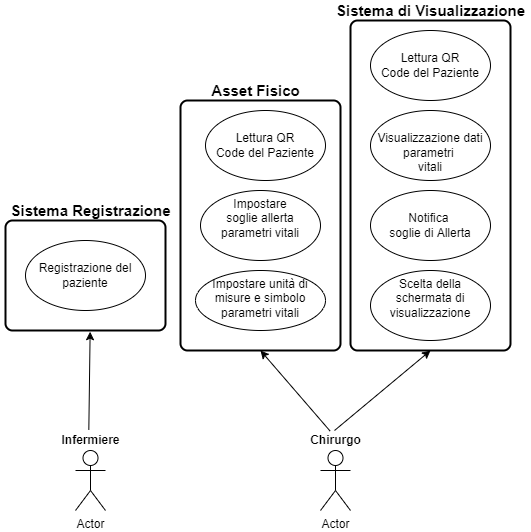 Sistema di Visualizzazione
Lettura QR
Code del Paziente
Visualizzazione dati
parametri
vitali
Notifica
soglie di Allerta
Scelta della
schermata di
visualizzazione
Asset Fisico
Lettura QR
Code del Paziente
Impostare
soglie allerta
parametri vitali
Impostare unità di
misure e simbolo
parametri vitali
Sistema Registrazione
Registrazione del
paziente
Infermiere
Actor
Chirurgo
Actor